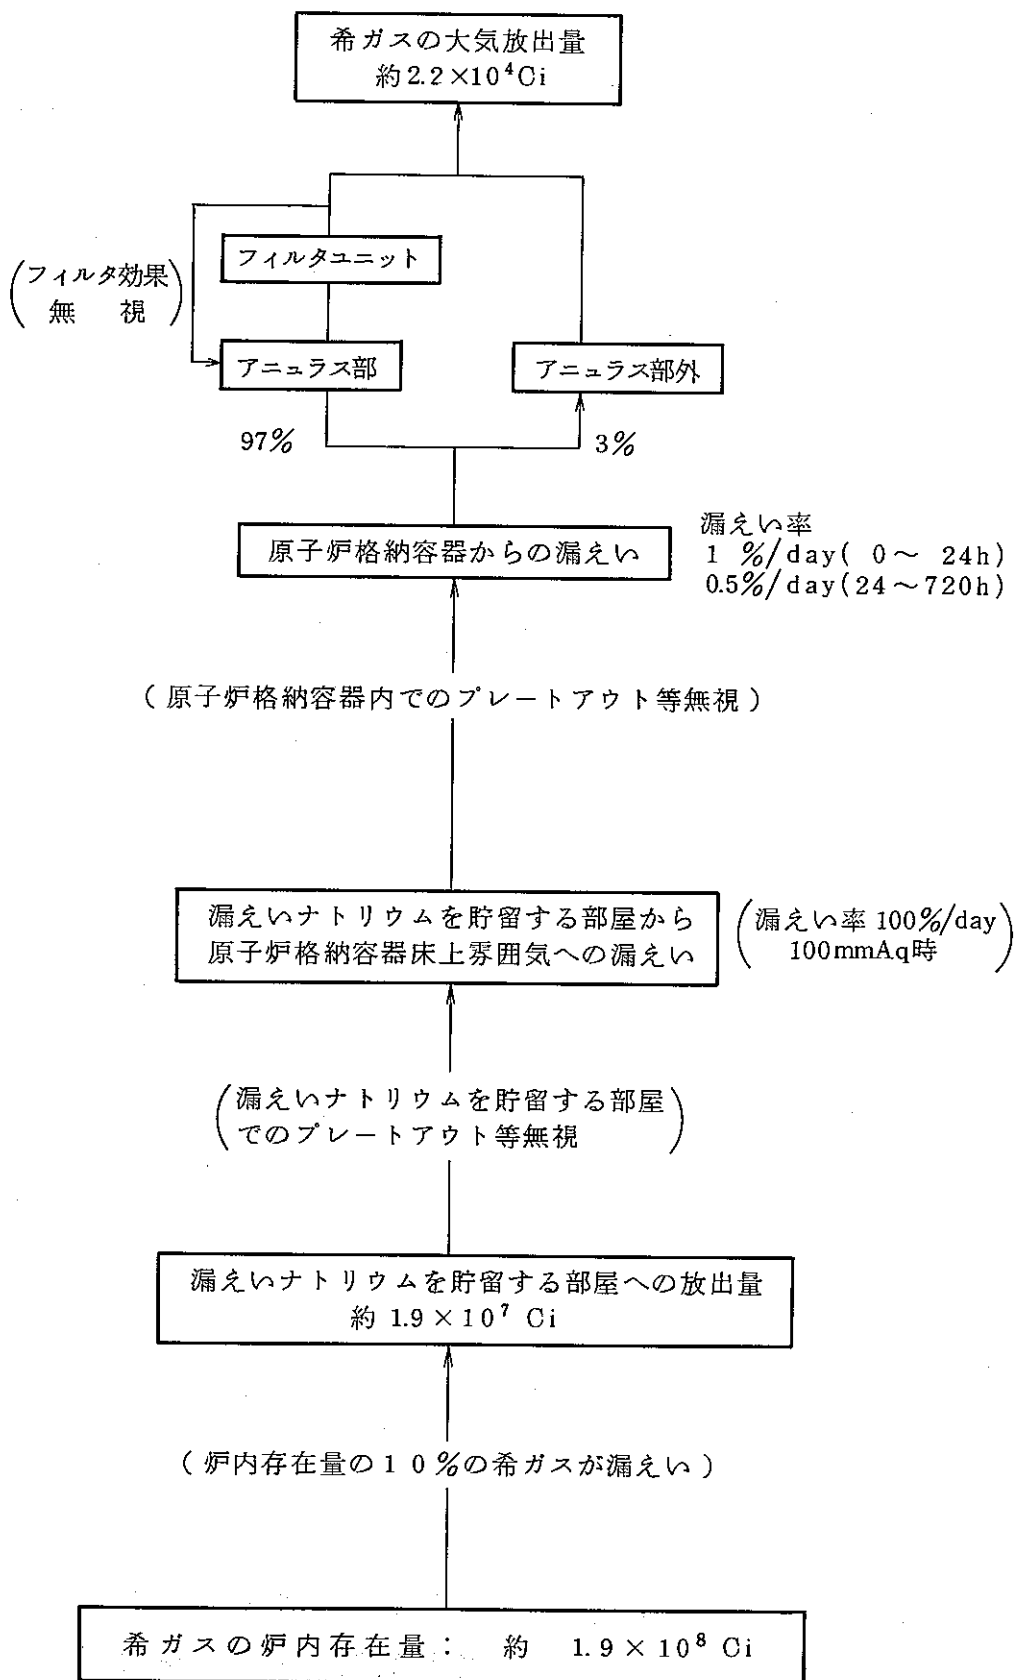 希ガスの大気放出量
約2.2×10⁴Ci
フィルタユニット
(フィルタ効果
無 視)
アニュラス部
アニュラス部外
97%
3%
原子炉格納容器からの漏えい
漏えい率
1 %/day( 0～ 24h)
0.5%/day(24～720h)
(原子炉格納容器内でのプレートアウト等無視)
漏えいナトリウムを貯留する部屋から
原子炉格納容器床上雰囲気への漏えい
(漏えい率 100%/day
100mmAq時)
(漏えいナトリウムを貯留する部屋
でのプレートアウト等無視)
漏えいナトリウムを貯留する部屋への放出量
約 1.9×10⁷ Ci
(炉内存在量の10%の希ガスが漏えい)
希ガスの炉内存在量： 約 1.9×10⁸ Ci